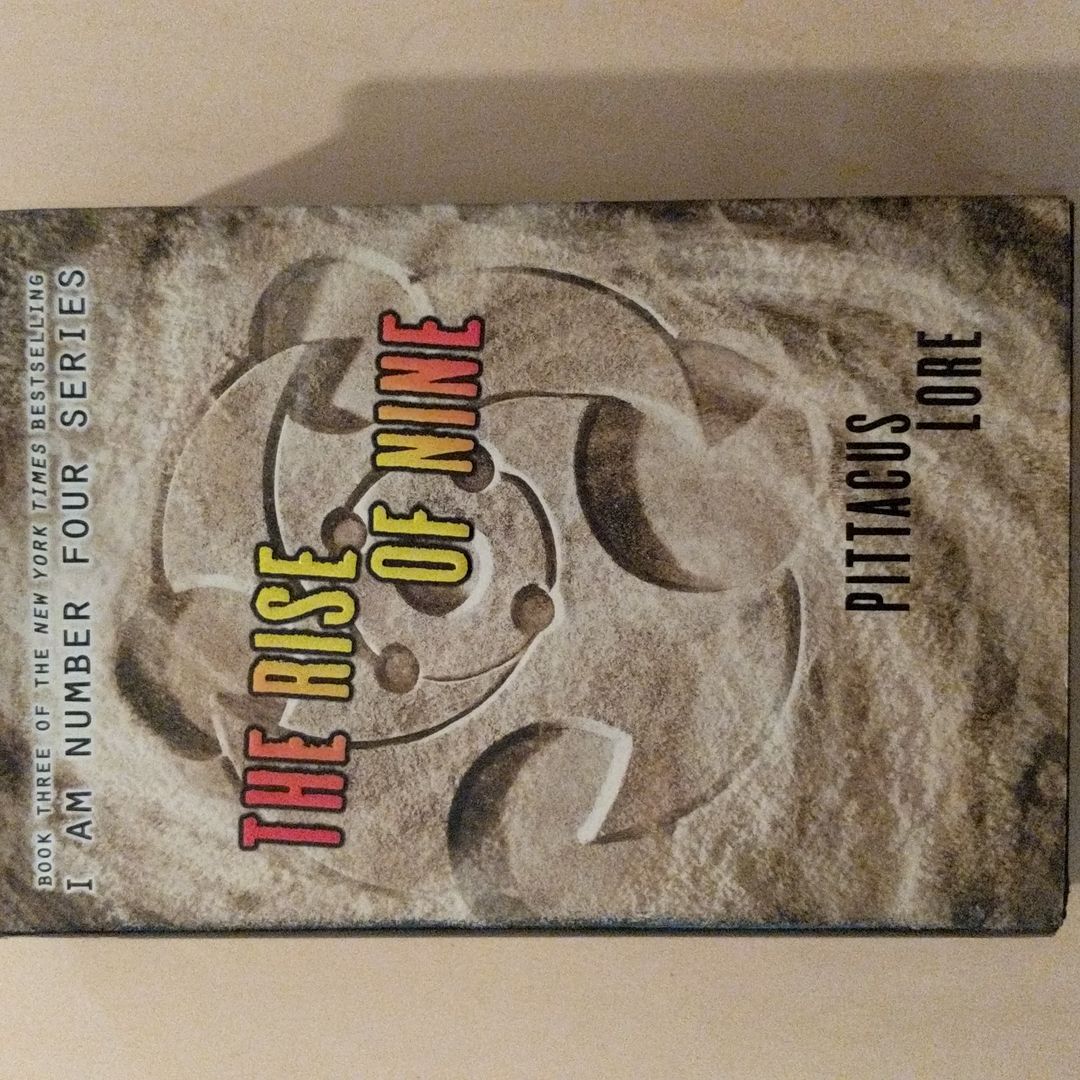 BOOK THREE OF THE NEW YORK TIMES BESTSELLING
I AM NUMBER FOUR SERIES
THE RISE
OF NINE
PITTACUS
LORE